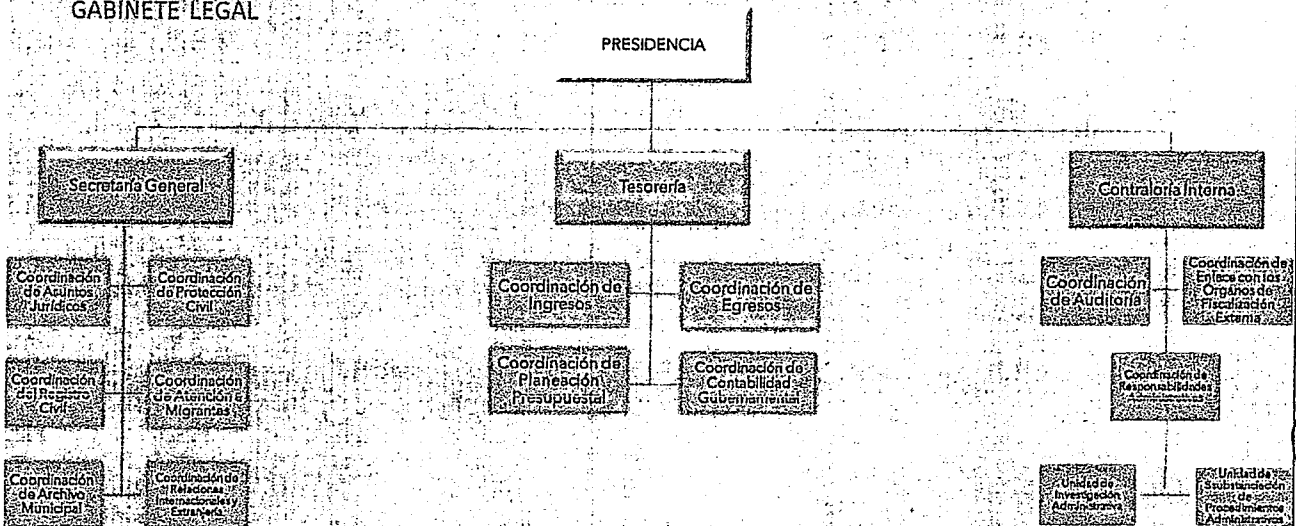 GABINETE LEGAL
PRESIDENCIA
Secretaría General
Tesorería
Contraloría Interna
Coordinación
de Asuntos
Jurídicos
Coordinación
de Protección
Civil
Coordinación
del Registro
Civil
Coordinación
de Atención a
Migrantes
Coordinación
de Archivo
Municipal
Coordinación de
Relaciones
Internacionales y
Extranjería
Coordinación de
Ingresos
Coordinación de
Egresos
Coordinación de
Planeación
Presupuestal
Coordinación de
Contabilidad
Gubernamental
Coordinación
de Auditoría
Coordinación de
Enlace con los
Órganos de
Fiscalización
Externa
Coordinación de
Responsabilidades
Administrativas
Unidad de
Investigación
Administrativa
Unidad de
Substanciación
de
Procedimientos
Administrativos